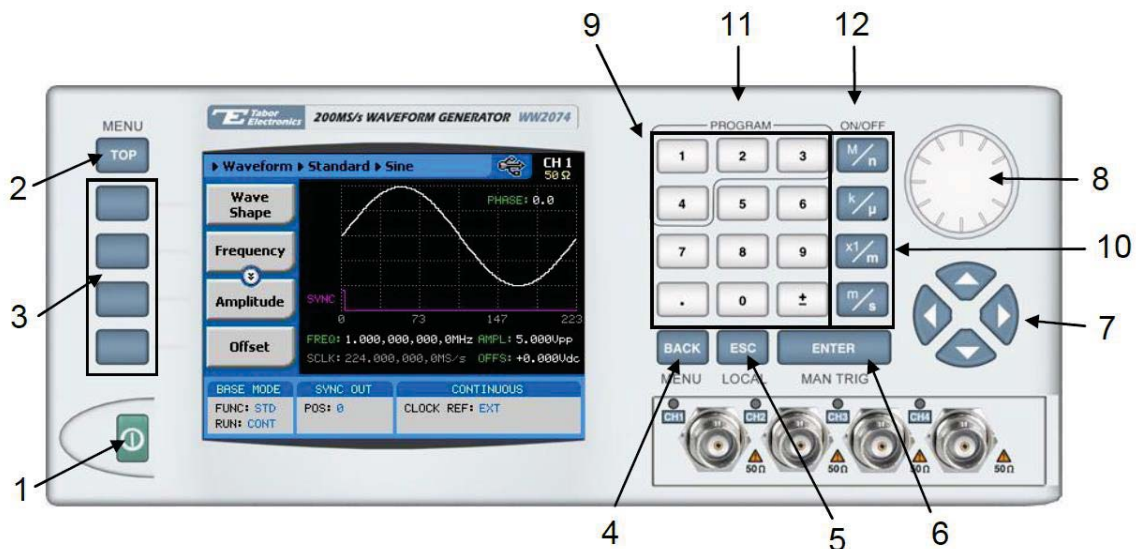 9
11
12
MENU
TOP
Tabor Electronics
200MS/s WAVEFORM GENERATOR WW2074
PROGRAM
ON/OFF
1 2 3 M/n
4 5 6 k/µ
7 8 9 x1/m
. 0 ± m/s
2
3
1
8
10
7
Waveform Standard Sine
CH 1
50 Ω
Wave
Shape
PHASE: 0.0
Frequency
Amplitude
SYNC
0 73 147 223
Offset
FREQ: 1.000,000,000,0MHz AMPL: 5.000Vpp
SCLK: 224.000,000,0MS/s OFFS: +0.000Vdc
BASE MODE SYNC OUT CONTINUOUS
FUNC: STD POS: 0 CLOCK REF: EXT
RUN: CONT
BACK ESC ENTER
MENU LOCAL MAN TRIG
CH1 CH2 CH3 CH4
50Ω 50Ω 50Ω 50Ω
4
5
6